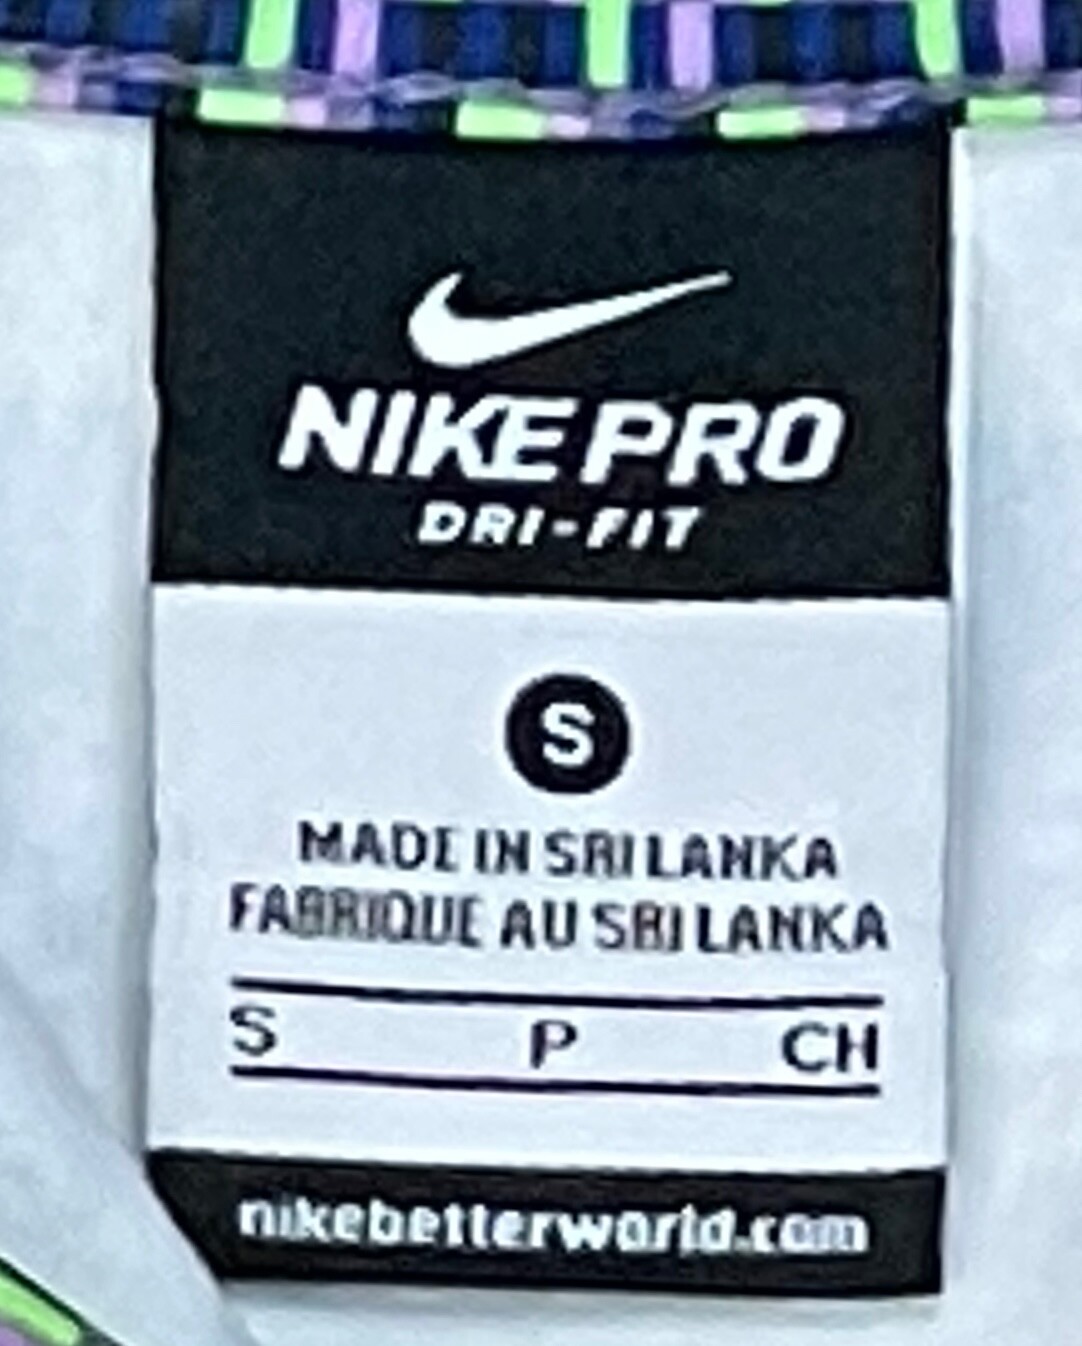 NIKE PRO
DRI-FIT
S
MADE IN SRI LANKA
FABRIQUE AU SRI LANKA
S P CH
nikebetterworld.com